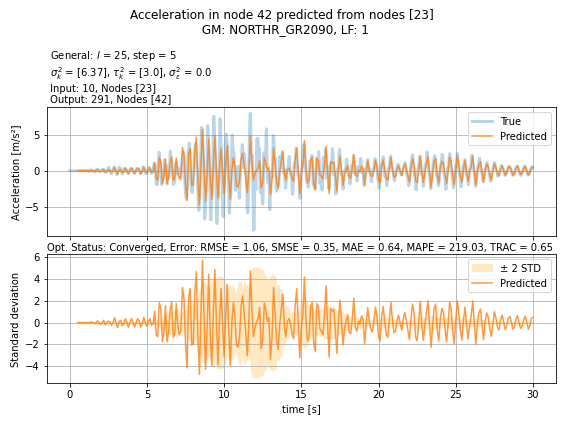 Acceleration in node 42 predicted from nodes [23]
GM: NORTHR_GR2090, LF: 1
General: l = 25, step = 5
σ²ₖ = [6.37], τ²ₖ = [3.0], σ²ε = 0.0
Input: 10, Nodes [23]
Output: 291, Nodes [42]
Acceleration [m/s²]
5
0
−5
True
Predicted
Opt. Status: Converged, Error: RMSE = 1.06, SMSE = 0.35, MAE = 0.64, MAPE = 219.03, TRAC = 0.65
Standard deviation
6
4
2
0
−2
−4
± 2 STD
Predicted
0 5 10 15 20 25 30
time [s]